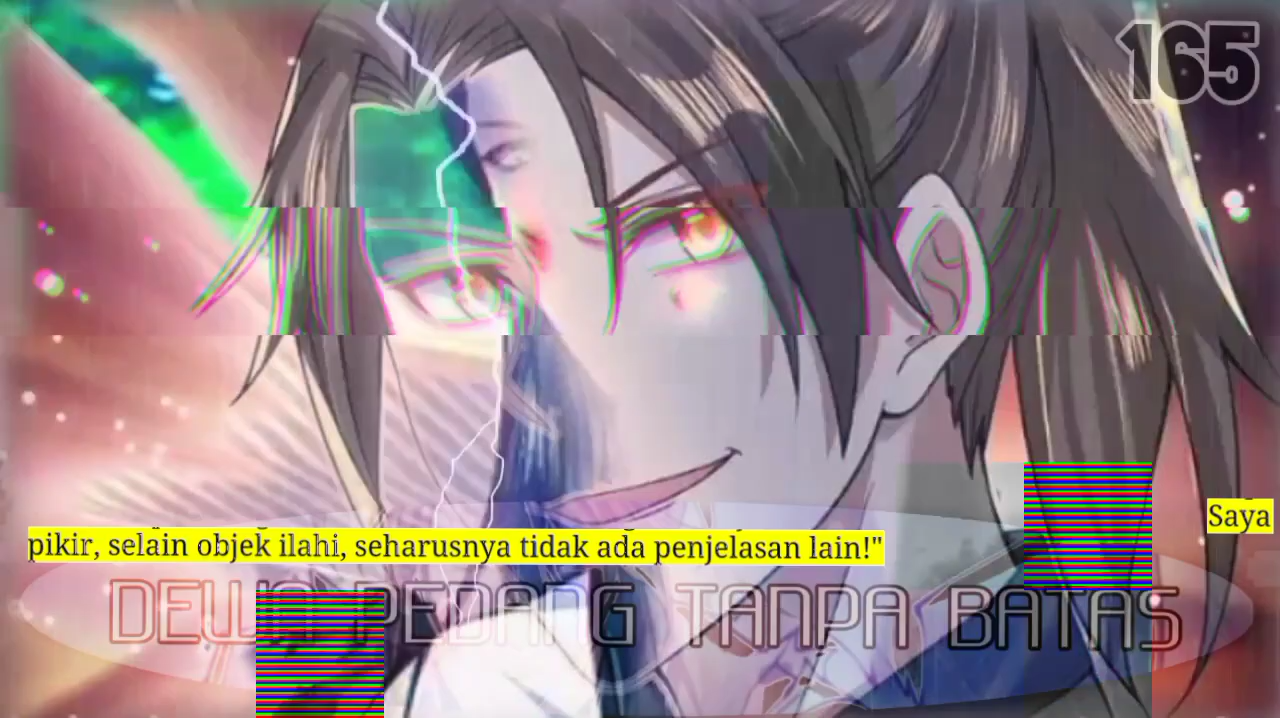 165
Saya
pikir, selain objek ilahi, seharusnya tidak ada penjelasan lain!"
DEWA PEDANG TANPA BATAS